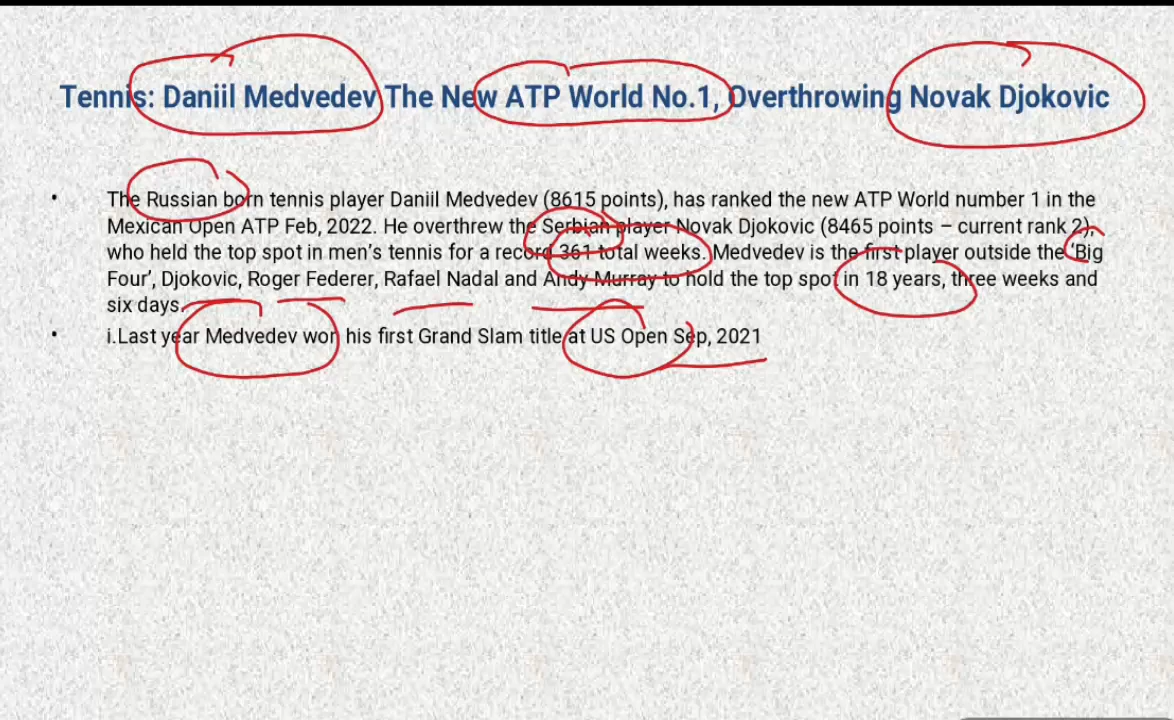 Tennis: Daniil Medvedev The New ATP World No.1, Overthrowing Novak Djokovic
• The Russian born tennis player Daniil Medvedev (8615 points), has ranked the new ATP World number 1 in the
Mexican Open ATP Feb, 2022. He overthrew the Serbian player Novak Djokovic (8465 points – current rank 2),
who held the top spot in men's tennis for a record 361 total weeks. Medvedev is the first player outside the 'Big
Four', Djokovic, Roger Federer, Rafael Nadal and Andy Murray to hold the top spot in 18 years, three weeks and
six days.
• i.Last year Medvedev won his first Grand Slam title at US Open Sep, 2021